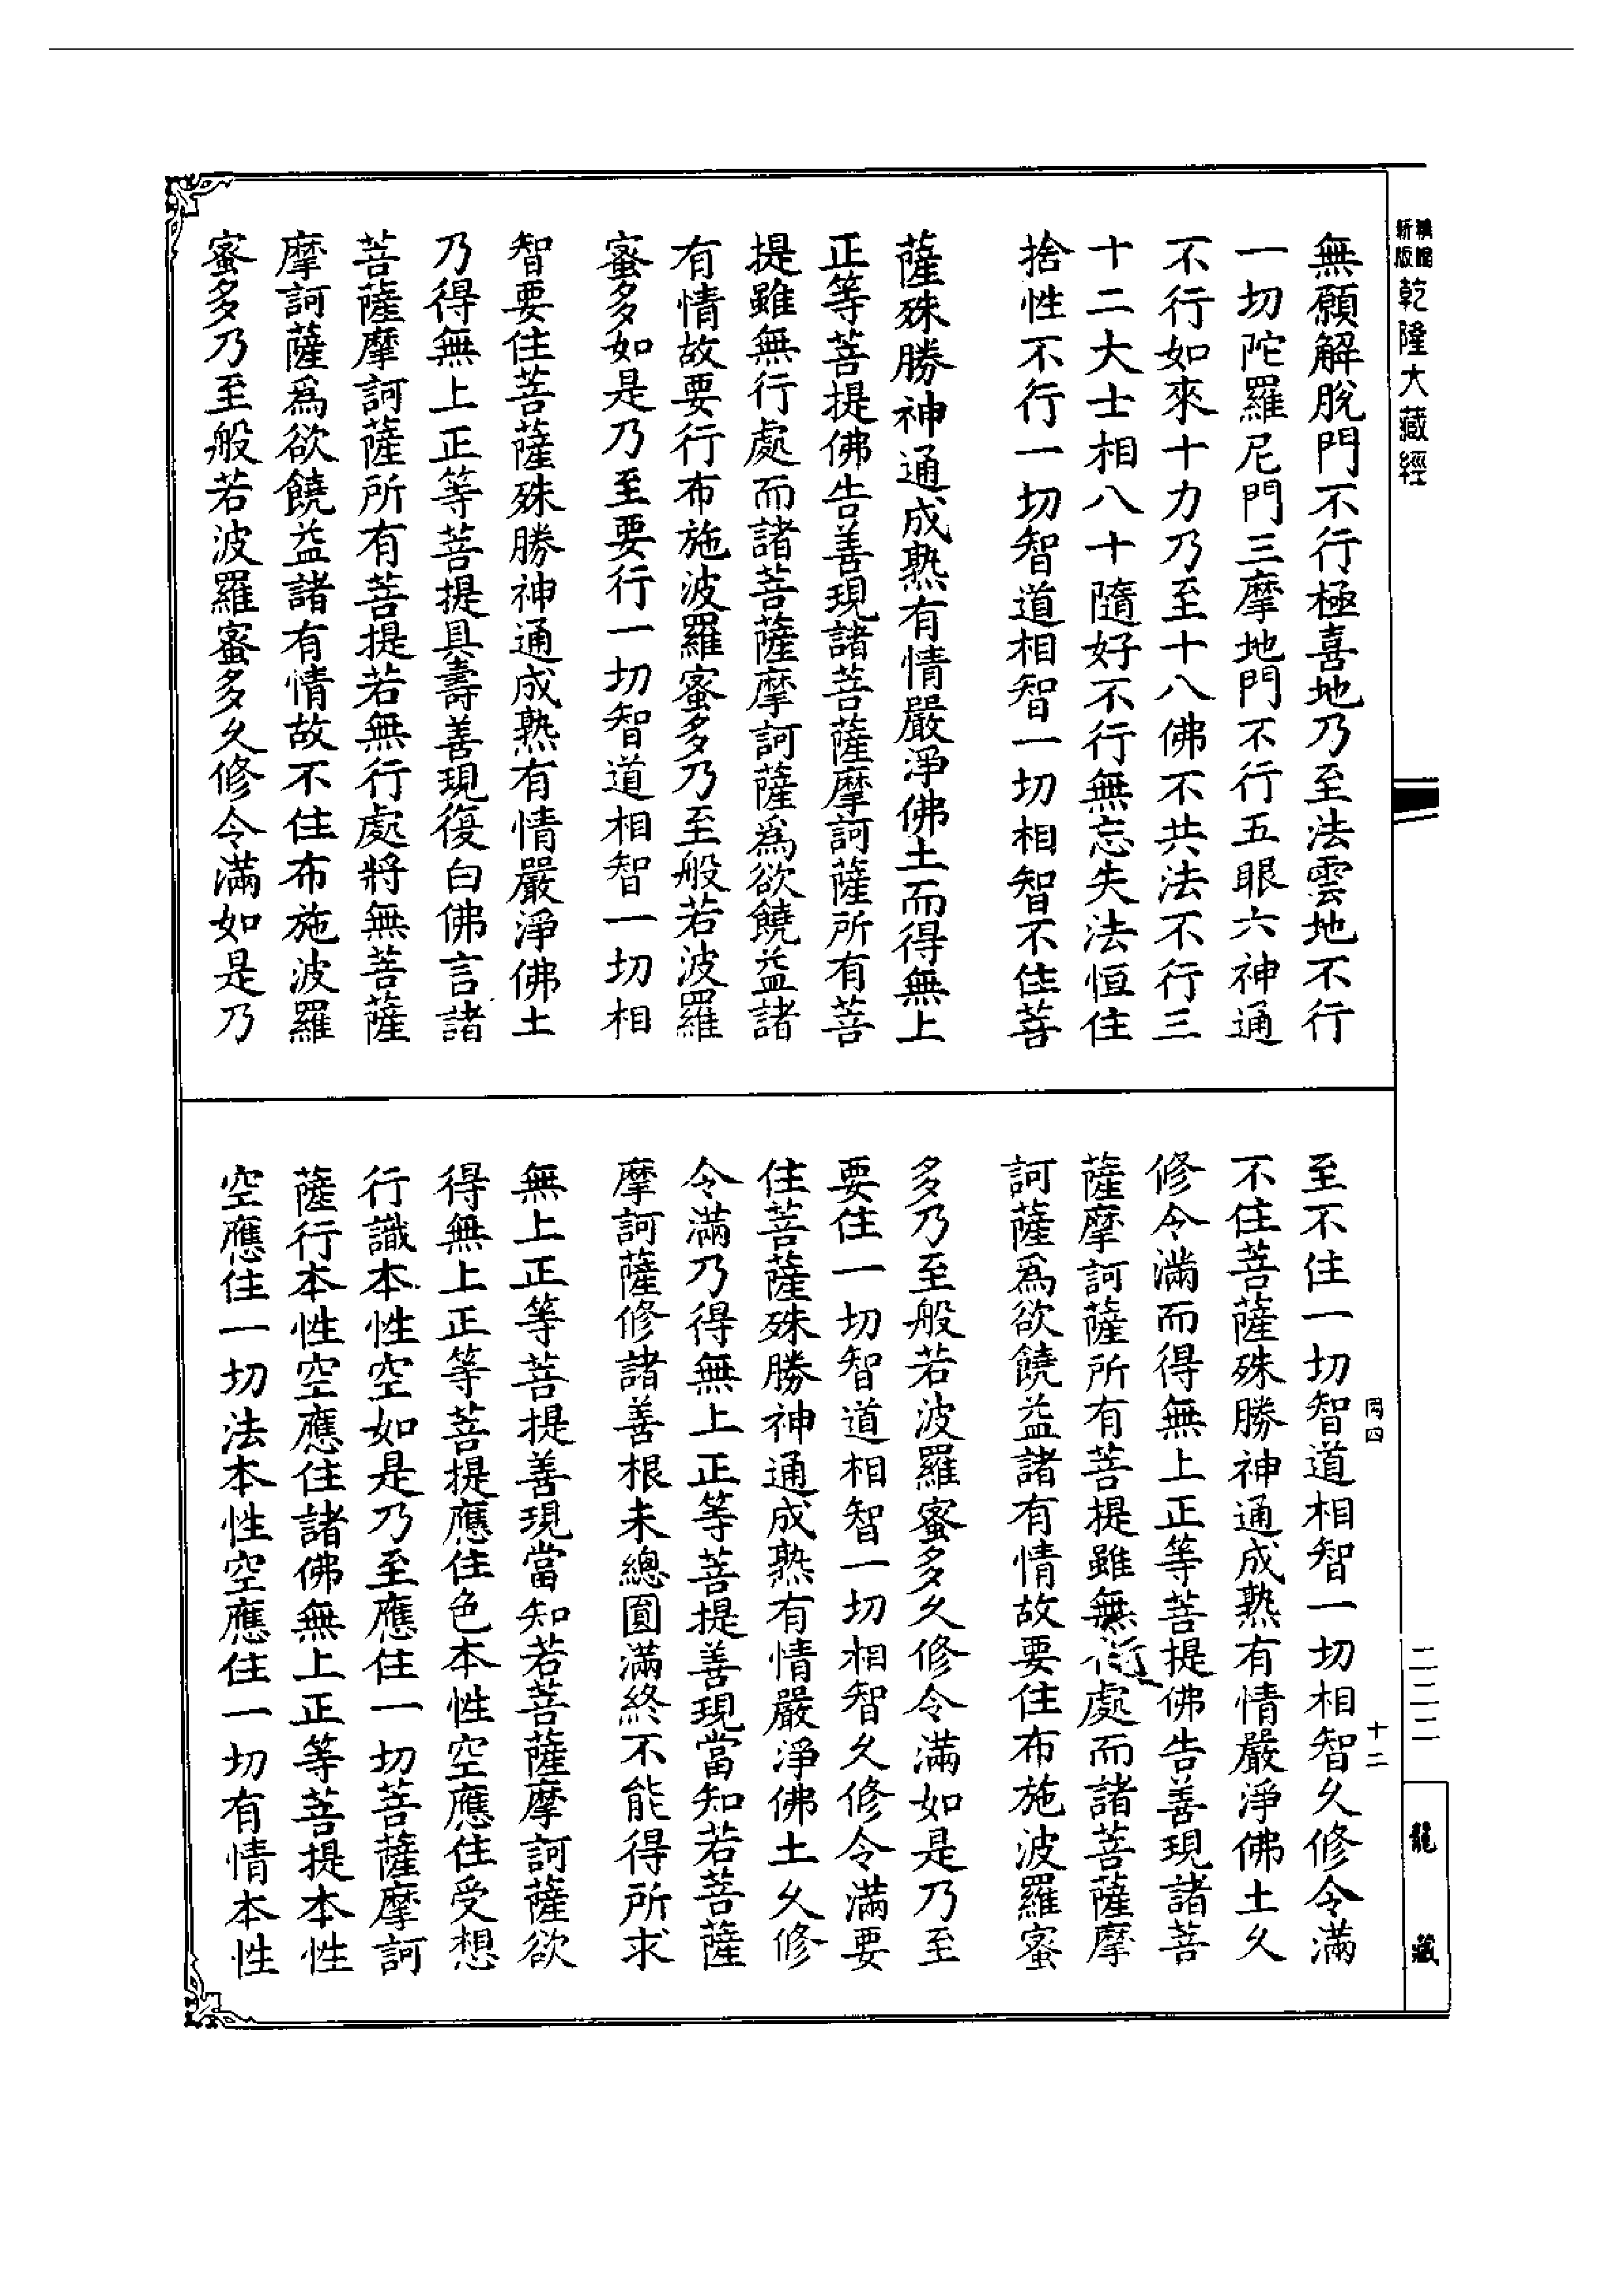 新版
乾隆大藏經
無願解脫門不行極喜地乃至法雲地不行
一切陀羅尼門三摩地門不行五眼六神通
不行如來十力乃至十八佛不共法不行三
十二大士相八十隨好不行無忘失法恒住
捨性不行一切智道相智一切相智不住菩
薩殊勝神通成熟有情嚴淨佛土而得無上
正等菩提佛告善現諸菩薩摩訶薩所有菩
提雖無行處而諸菩薩摩訶薩爲欲饒益諸
有情故要行布施波羅蜜多乃至般若波羅
蜜多如是乃至要行一切智道相智一切相
智要住菩薩殊勝神通成熟有情嚴淨佛土
乃得無上正等菩提具壽善現復白佛言諸
菩薩摩訶薩所有菩提若無行處將無菩薩
摩訶薩爲欲饒益諸有情故不住布施波羅
蜜多乃至般若波羅蜜多久修令滿如是乃
至不住一切智道相智一切相智久修令滿
不住菩薩殊勝神通成熟有情嚴淨佛土久
修令滿而得無上正等菩提佛告善現諸菩
薩摩訶薩所有菩提雖無行處而諸菩薩摩
訶薩爲欲饒益諸有情故要住布施波羅蜜
多乃至般若波羅蜜多久修令滿如是乃至
要住一切智道相智一切相智久修令滿要
住菩薩殊勝神通成熟有情嚴淨佛土久修
令滿乃得無上正等菩提善現當知若菩薩
摩訶薩修諸善根未總圓滿終不能得所求
無上正等菩提善現當知若菩薩摩訶薩欲
得無上正等菩提應住色本性空應住受想
行識本性空如是乃至應住一切菩薩摩訶
薩行本性空應住諸佛無上正等菩提本性
空應住一切法本性空應住一切有情本性
四
十二
二二二
龍藏